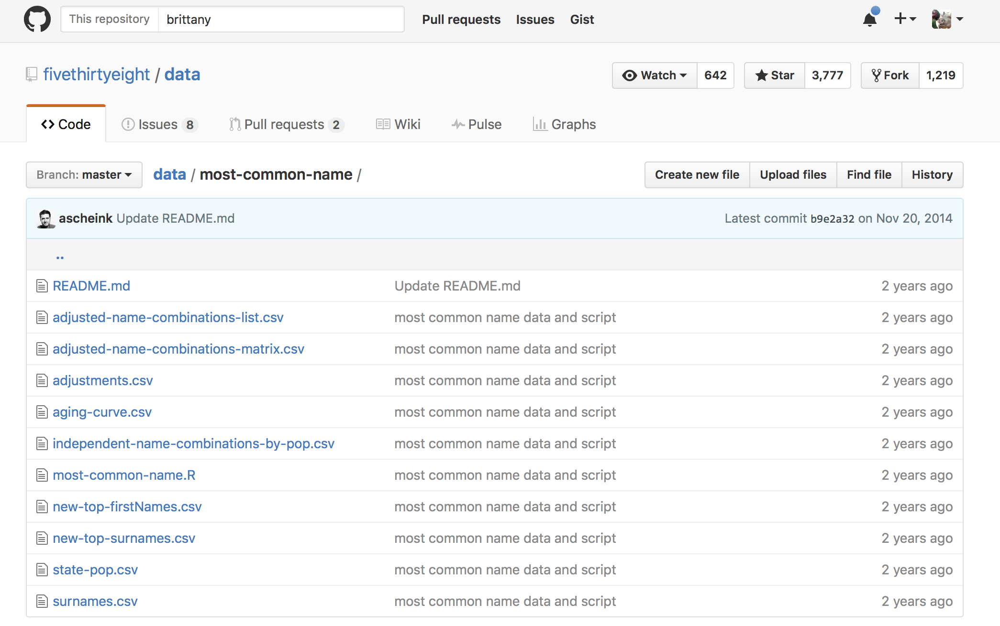 This repository brittany Pull requests Issues Gist
fivethirtyeight / data Watch 642 Star 3,777 Fork 1,219
Code Issues 8 Pull requests 2 Wiki Pulse Graphs
Branch: master data / most-common-name / Create new file Upload files Find file History
ascheink Update README.md Latest commit b9e2a32 on Nov 20, 2014
..
README.md Update README.md 2 years ago
adjusted-name-combinations-list.csv most common name data and script 2 years ago
adjusted-name-combinations-matrix.csv most common name data and script 2 years ago
adjustments.csv most common name data and script 2 years ago
aging-curve.csv most common name data and script 2 years ago
independent-name-combinations-by-pop.csv most common name data and script 2 years ago
most-common-name.R most common name data and script 2 years ago
new-top-firstNames.csv most common name data and script 2 years ago
new-top-surnames.csv most common name data and script 2 years ago
state-pop.csv most common name data and script 2 years ago
surnames.csv most common name data and script 2 years ago